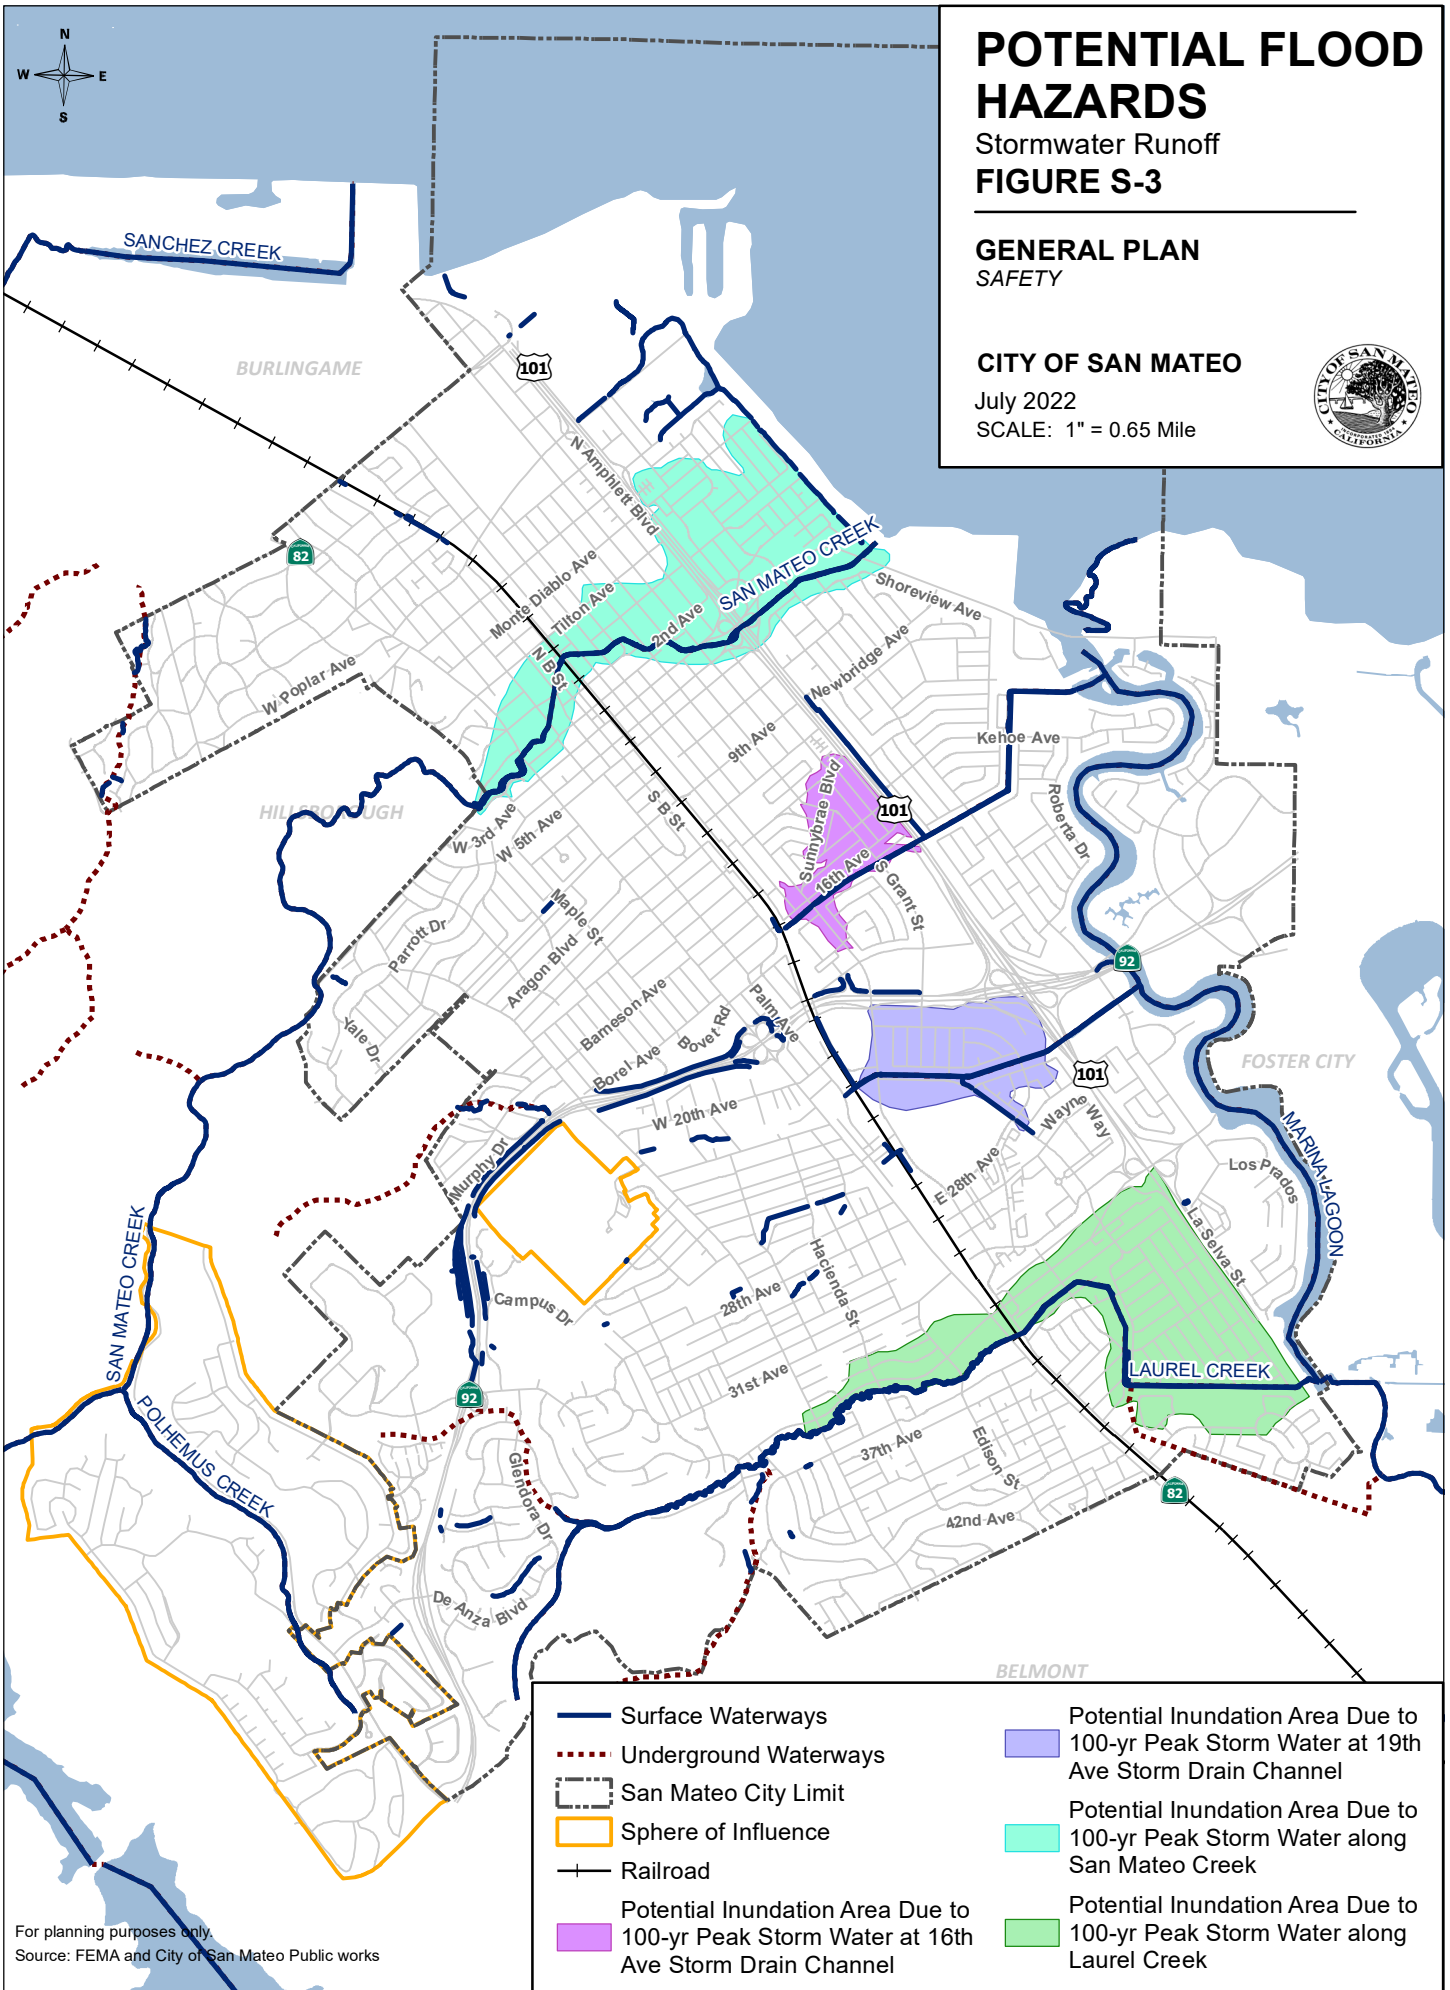 POTENTIAL FLOOD
HAZARDS
Stormwater Runoff
FIGURE S-3
GENERAL PLAN
SAFETY
CITY OF SAN MATEO
July 2022
SCALE: 1" = 0.65 Mile
CITY OF SAN MATEO
CALIFORNIA
N
W E
S
SANCHEZ CREEK
BURLINGAME
101
N Amphlett Blvd
82
SAN MATEO CREEK
Monte Diablo Ave
Tilton Ave
2nd Ave
Shoreview Ave
N B St
Newbridge Ave
W Poplar Ave
9th Ave
Kehoe Ave
HILLSBOROUGH
W 3rd Ave
W 5th Ave
S B St
Sunnybrae Blvd
101
Roberta Dr
16th Ave
S Grant St
Maple St
Parrott Dr
Aragon Blvd
92
Barneson Ave
Palm Ave
Yale Dr
Bovet Rd
Borel Ave
FOSTER CITY
101
W 20th Ave
Wayne Way
Murphy Dr
E 28th Ave
Los Prados
MARINA LAGOON
La Selva St
SAN MATEO CREEK
Hacienda St
Campus Dr
28th Ave
31st Ave
LAUREL CREEK
92
POLHEMUS CREEK
37th Ave
Edison St
Glendora Dr
82
42nd Ave
De Anza Blvd
BELMONT
Surface Waterways
Underground Waterways
San Mateo City Limit
Sphere of Influence
Railroad
Potential Inundation Area Due to
100-yr Peak Storm Water at 16th
Ave Storm Drain Channel
Potential Inundation Area Due to
100-yr Peak Storm Water at 19th
Ave Storm Drain Channel
Potential Inundation Area Due to
100-yr Peak Storm Water along
San Mateo Creek
Potential Inundation Area Due to
100-yr Peak Storm Water along
Laurel Creek
For planning purposes only.
Source: FEMA and City of San Mateo Public works